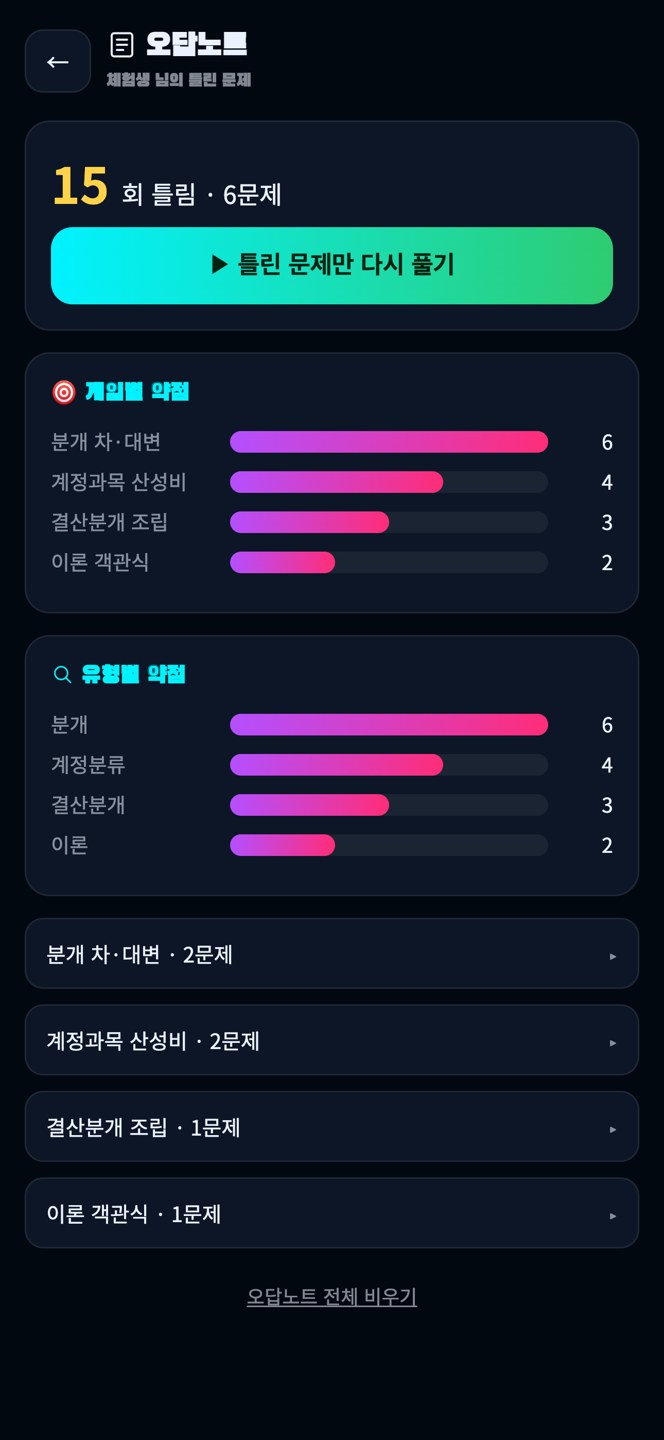 ←
오답노트
체험생 님의 틀린 문제
15 회 틀림 · 6문제
▶ 틀린 문제만 다시 풀기
게임별 약점
분개 차·대변 6
계정과목 산성비 4
결산분개 조립 3
이론 객관식 2
유형별 약점
분개 6
계정분류 4
결산분개 3
이론 2
분개 차·대변 · 2문제 ▸
계정과목 산성비 · 2문제 ▸
결산분개 조립 · 1문제 ▸
이론 객관식 · 1문제 ▸
오답노트 전체 비우기